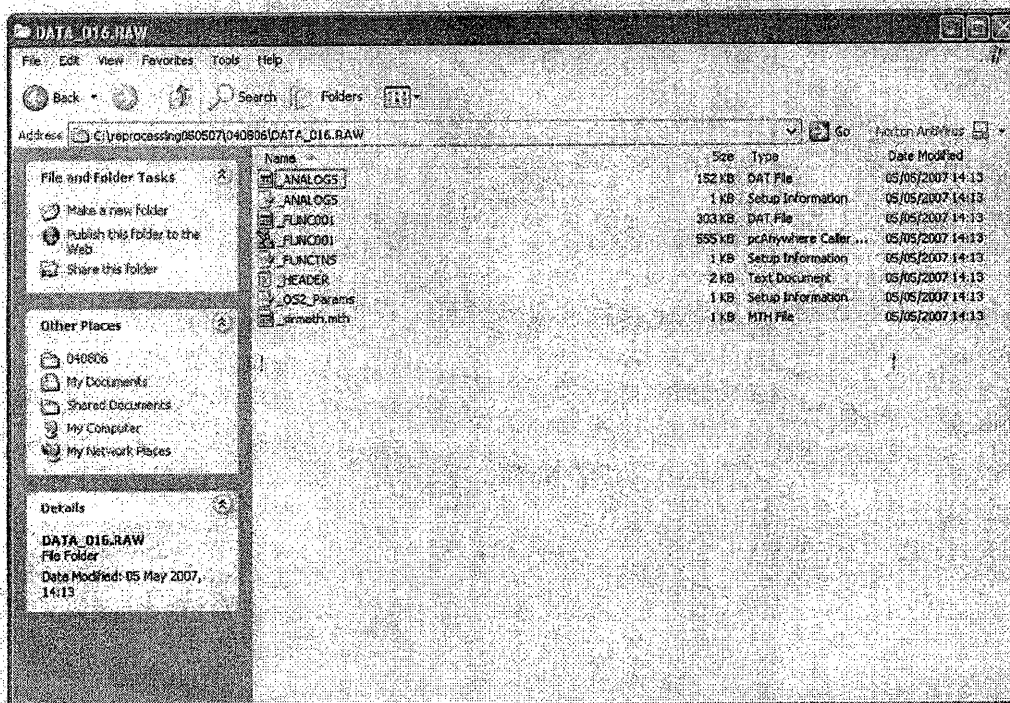 DATA_016.RAW
File Edit View Favorites Tools Help
Back Search Folders
Address C:\reprocessing060507\040806\DATA_016.RAW Go Norton AntiVirus
File and Folder Tasks
Make a new folder
Publish this folder to the
Web
Share this folder
Other Places
040806
My Documents
Shared Documents
My Computer
My Network Places
Details
DATA_016.RAW
File Folder
Date Modified: 05 May 2007,
14:13
Name Size Type Date Modified
_ANALOGS 152 KB DAT File 05/05/2007 14:13
_ANALOGS 1 KB Setup Information 05/05/2007 14:13
_FUNC001 303 KB DAT File 05/05/2007 14:13
_FUNC001 555 KB pcAnywhere Caller ... 05/05/2007 14:13
_FUNCTNS 1 KB Setup Information 05/05/2007 14:13
_HEADER 2 KB Text Document 05/05/2007 14:13
_OS2_Params 1 KB Setup Information 05/05/2007 14:13
1 KB MTH File 05/05/2007 14:13